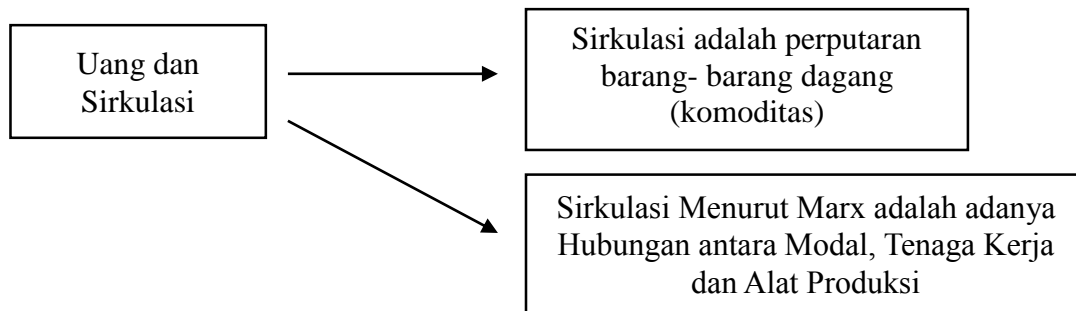 Uang dan
Sirkulasi
Sirkulasi adalah perputaran
barang- barang dagang
(komoditas)
Sirkulasi Menurut Marx adalah adanya
Hubungan antara Modal, Tenaga Kerja
dan Alat Produksi